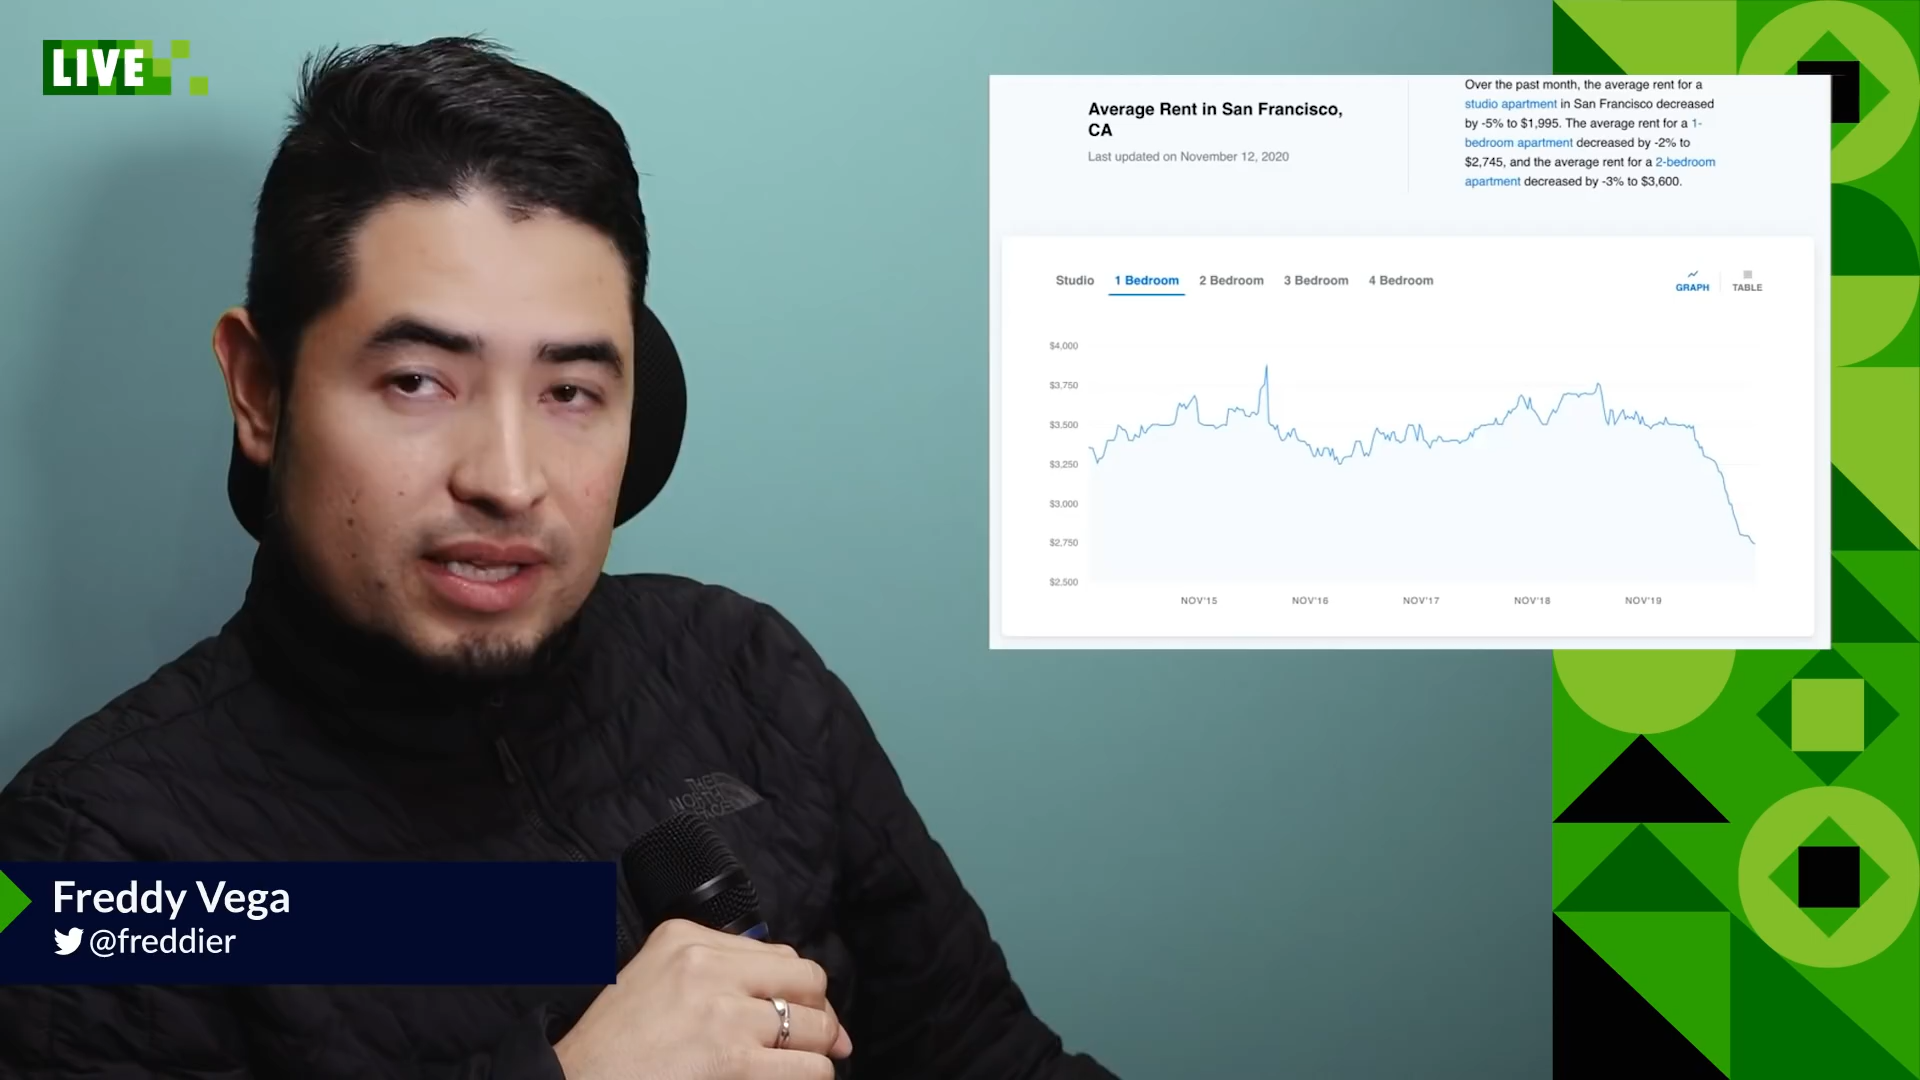 LIVE
Average Rent in San Francisco,
CA
Last updated on November 12, 2020
Over the past month, the average rent for a
studio apartment in San Francisco decreased
by -5% to $1,995. The average rent for a 1-
bedroom apartment decreased by -2% to
$2,745, and the average rent for a 2-bedroom
apartment decreased by -3% to $3,600.
Studio 1 Bedroom 2 Bedroom 3 Bedroom 4 Bedroom
GRAPH TABLE
$4,000
$3,750
$3,500
$3,250
$3,000
$2,750
$2,500
NOV'15 NOV'16 NOV'17 NOV'18 NOV'19
THE
NORTH
FACE
Freddy Vega
@freddier